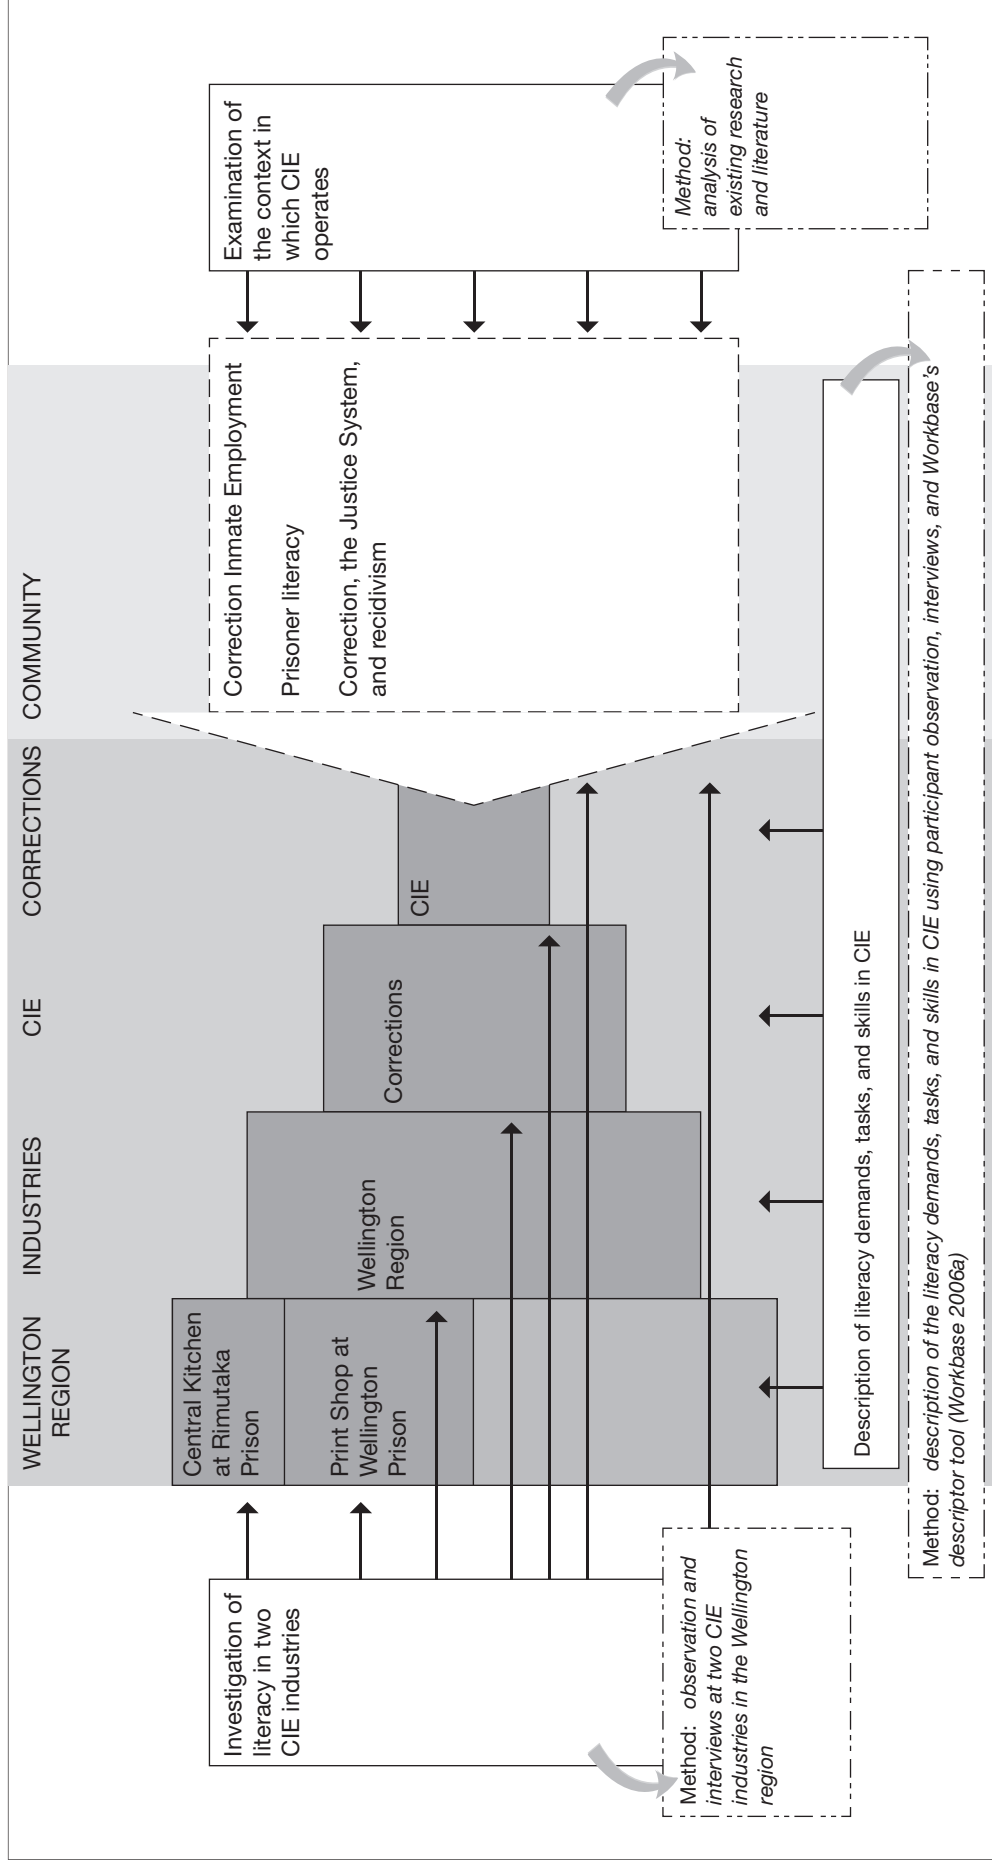 WELLINGTON
REGION
INDUSTRIES
CIE
CORRECTIONS
COMMUNITY
Investigation of
literacy in two
CIE industries
Method: observation and
interviews at two CIE
industries in the Wellington
region
Central Kitchen
at Rimutaka
Prison
Print Shop at
Wellington
Prison
Wellington
Region
Corrections
CIE
Correction Inmate Employment
Prisoner literacy
Correction, the Justice System,
and recidivism
Examination of
the context in
which CIE
operates
Method:
analysis of
existing research
and literature
Description of literacy demands, tasks, and skills in CIE
Method: description of the literacy demands, tasks, and skills in CIE using participant observation, interviews, and Workbase's
descriptor tool (Workbase 2006a)